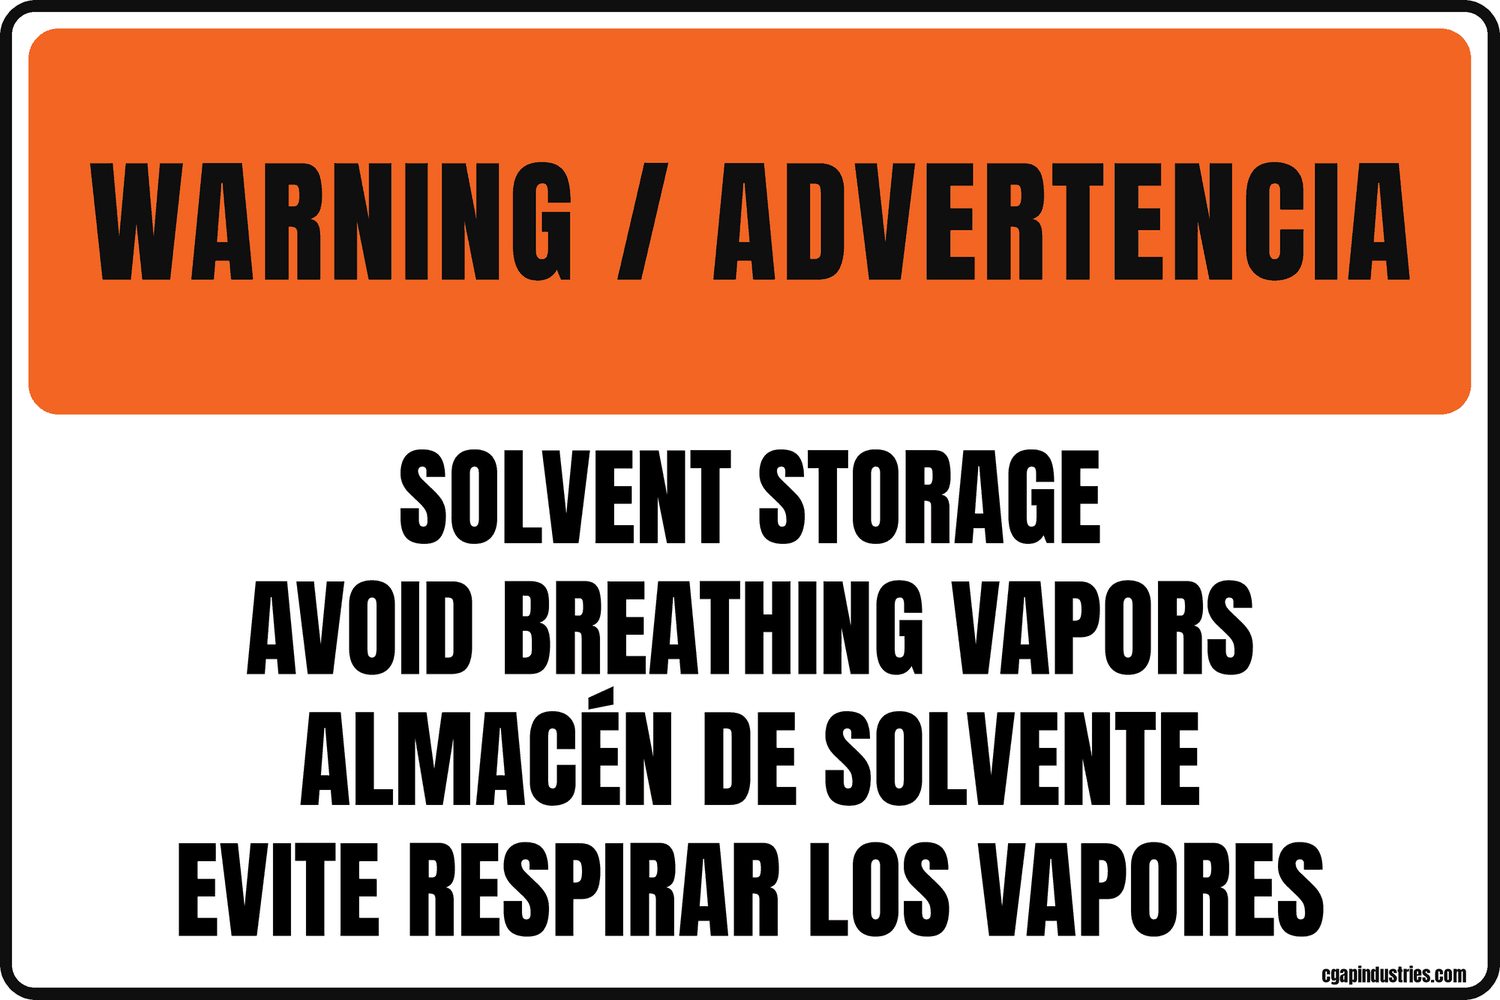 WARNING / ADVERTENCIA
SOLVENT STORAGE
AVOID BREATHING VAPORS
ALMACÉN DE SOLVENTE
EVITE RESPIRAR LOS VAPORES
cgapindustries.com